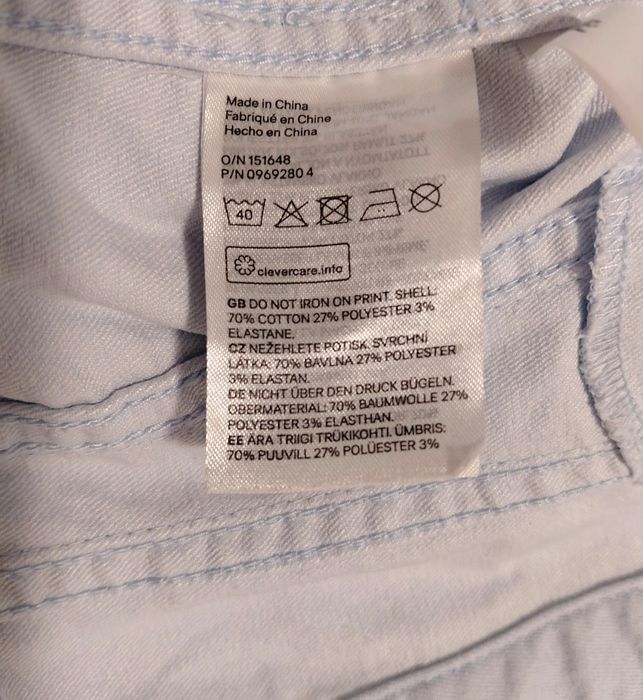 Made in China
Fabriqué en Chine
Hecho en China
O/N 151648
P/N 0969280 4
40
clevercare.info
GB DO NOT IRON ON PRINT. SHELL:
70% COTTON 27% POLYESTER 3%
ELASTANE.
CZ NEŽEHLETE POTISK. SVRCHNÍ
LÁTKA: 70% BAVLNA 27% POLYESTER
3% ELASTAN.
DE NICHT ÜBER DEN DRUCK BÜGELN.
OBERMATERIAL: 70% BAUMWOLLE 27%
POLYESTER 3% ELASTHAN.
EE ÄRA TRIIGI TRÜKIKOHTI. ÜMBRIS:
70% PUUVILL 27% POLÜESTER 3%